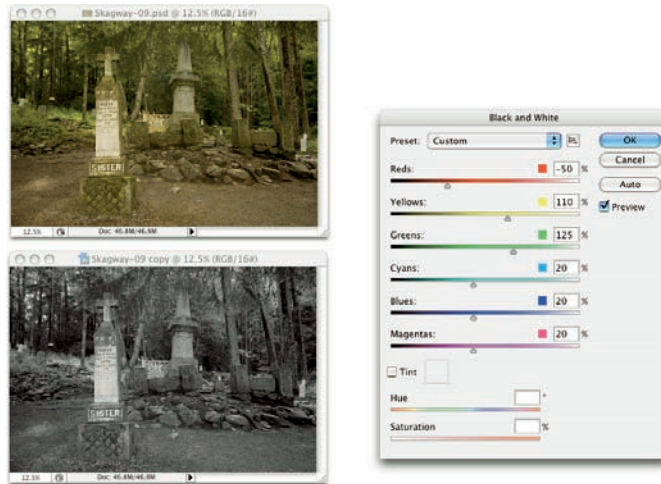 Skagway-09.psd @ 12.5% (RGB/16#)
SISTER
12.5%
Doc: 46.8M/46.8M
Skagway-09 copy @ 12.5% (RGB/16#)
SISTER
12.5%
Doc: 46.8M/46.8M
Black and White
Preset: Custom
OK
Cancel
Auto
Preview
Reds: -50 %
Yellows: 110 %
Greens: 125 %
Cyans: 20 %
Blues: 20 %
Magentas: 20 %
Tint
Hue °
Saturation %